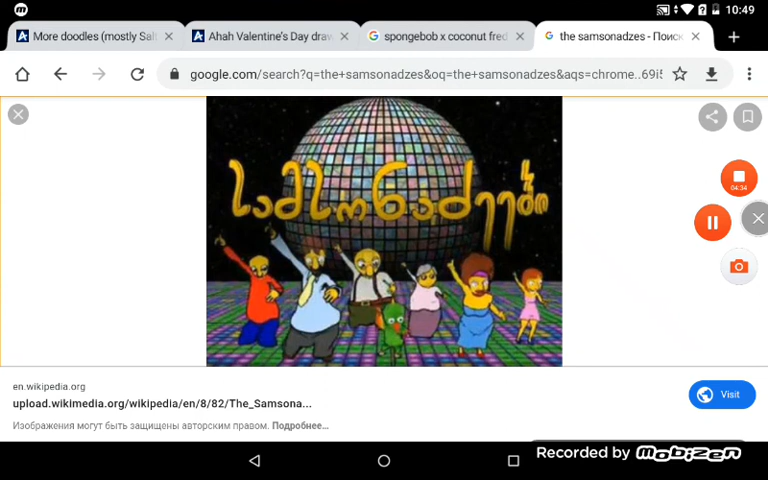 10:49
More doodles (mostly Sal
Ahah Valentine's Day draw
spongebob x coconut fred
the samsonadzes - Поиск
google.com/search?q=the+samsonadzes&oq=the+samsonadzes&aqs=chrome..69i5
04:34
სამსონაძეები
en.wikipedia.org
upload.wikimedia.org/wikipedia/en/8/82/The_Samsona...
Visit
Изображения могут быть защищены авторским правом. Подробнее...
Recorded by Mobizen